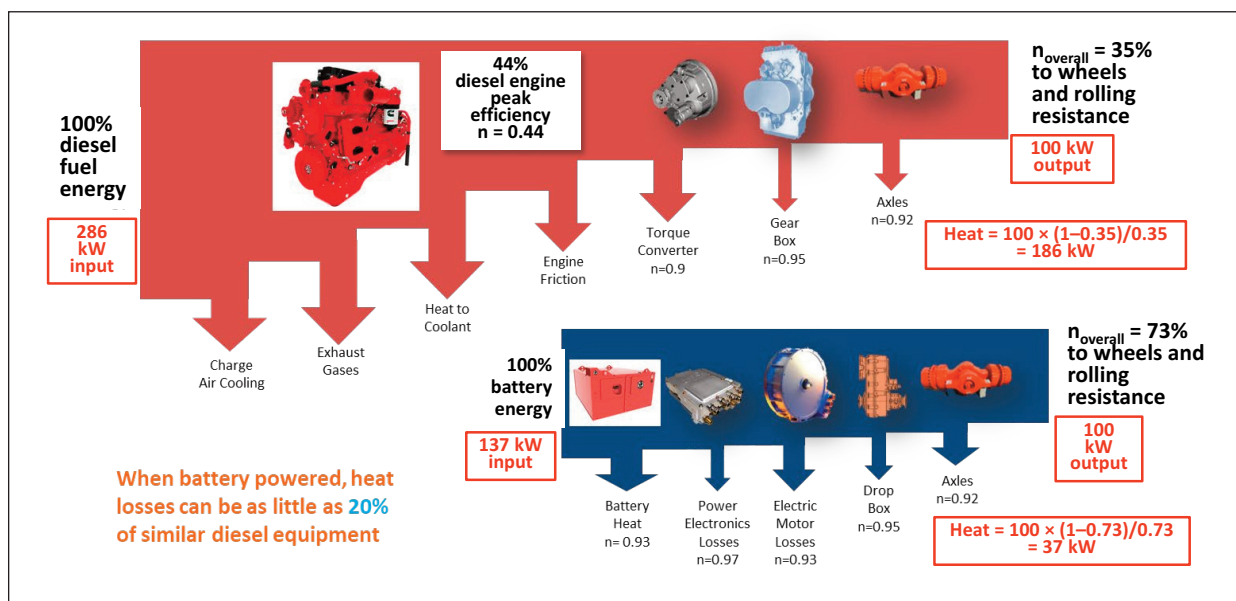 100%
diesel
fuel
energy
286
kW
input
44%
diesel engine
peak
efficiency
n = 0.44
Charge
Air Cooling
Exhaust
Gases
Heat to
Coolant
Engine
Friction
Torque
Converter
n=0.9
Gear
Box
n=0.95
Axles
n=0.92
noverall = 35%
to wheels
and rolling
resistance
100 kW
output
Heat = 100 × (1–0.35)/0.35
= 186 kW
100%
battery
energy
137 kW
input
Battery
Heat
n= 0.93
Power
Electronics
Losses
n=0.97
Electric
Motor
Losses
n=0.93
Drop
Box
n=0.95
Axles
n=0.92
noverall = 73%
to wheels and
rolling
resistance
100
kW
output
Heat = 100 × (1–0.73)/0.73
= 37 kW
When battery powered, heat
losses can be as little as 20%
of similar diesel equipment